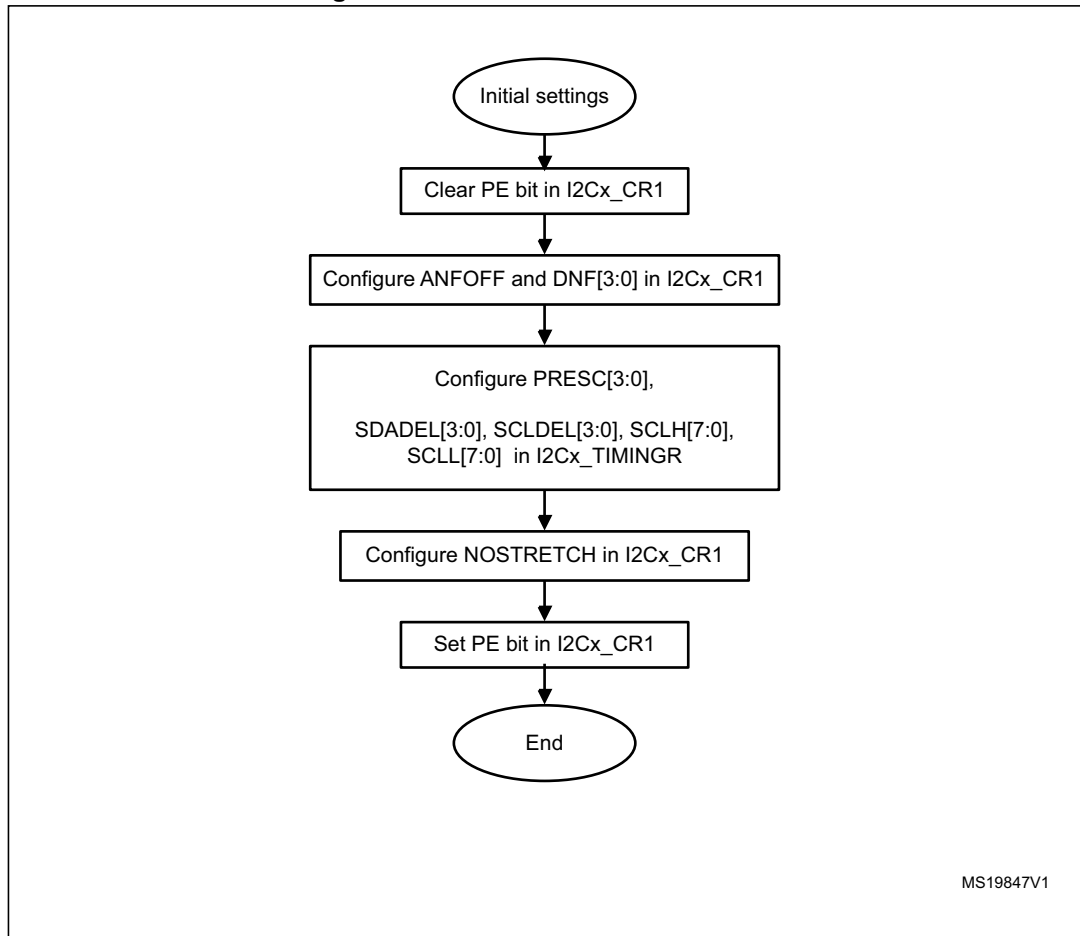 Initial settings
Clear PE bit in I2Cx_CR1
Configure ANFOFF and DNF[3:0] in I2Cx_CR1
Configure PRESC[3:0],
SDADEL[3:0], SCLDEL[3:0], SCLH[7:0],
SCLL[7:0] in I2Cx_TIMINGR
Configure NOSTRETCH in I2Cx_CR1
Set PE bit in I2Cx_CR1
End
MS19847V1